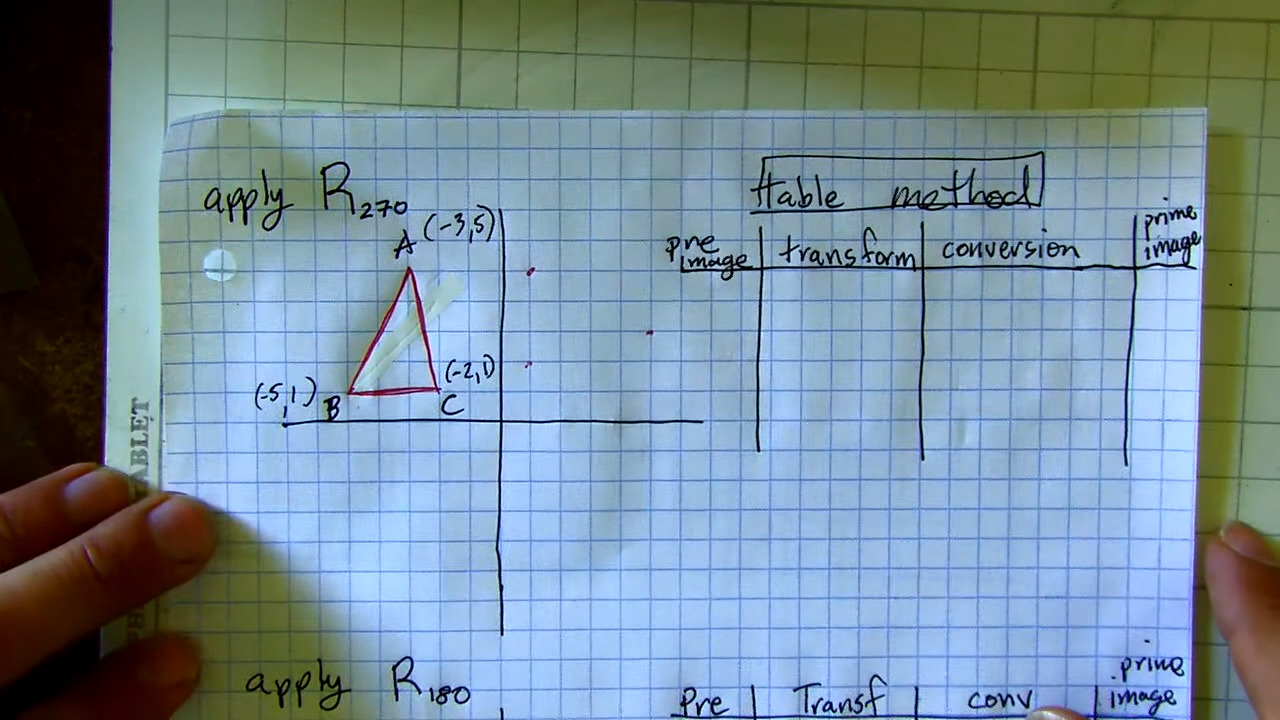 apply R270
A (-3,5)
(-2,1)
(-5,1) B C
table method
pre image transform conversion prime image
TABLET
apply R180
Pre Transf conv prime image